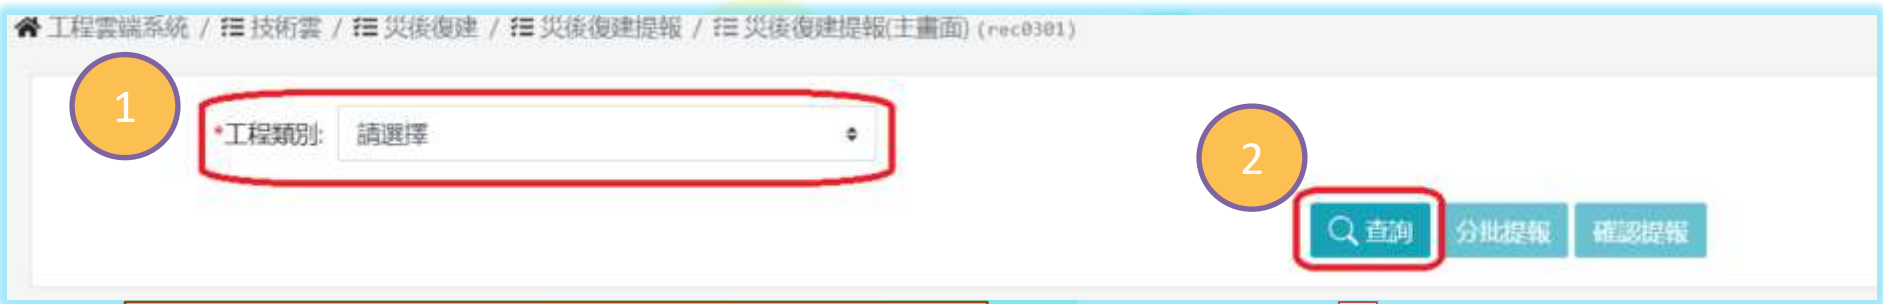 工程雲端系統 / 技術雲 / 災後復建 / 災後復建提報 / 災後復建提報(主畫面) (rec0301)
1
*工程類別: 請選擇
2
查詢 分批提報 確認提報